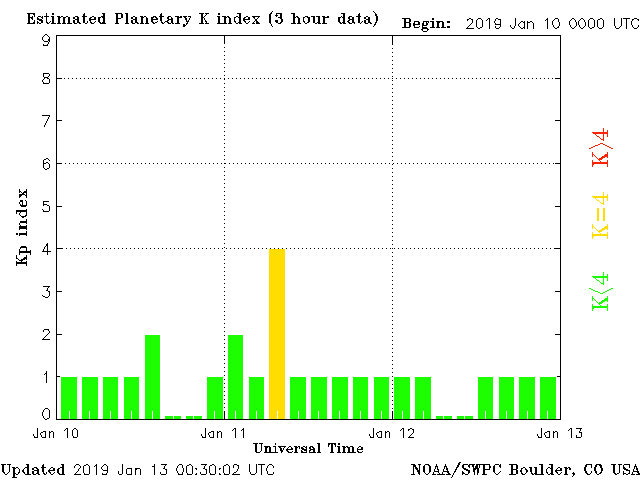 Estimated Planetary K index (3 hour data) Begin: 2019 Jan 10 0000 UTC
9
8
7
6
5
4
3
2
1
0
Kp index
K>4
K=4
K<4
Jan 10 Jan 11 Jan 12 Jan 13
Universal Time
Updated 2019 Jan 13 00:30:02 UTC NOAA/SWPC Boulder, CO USA